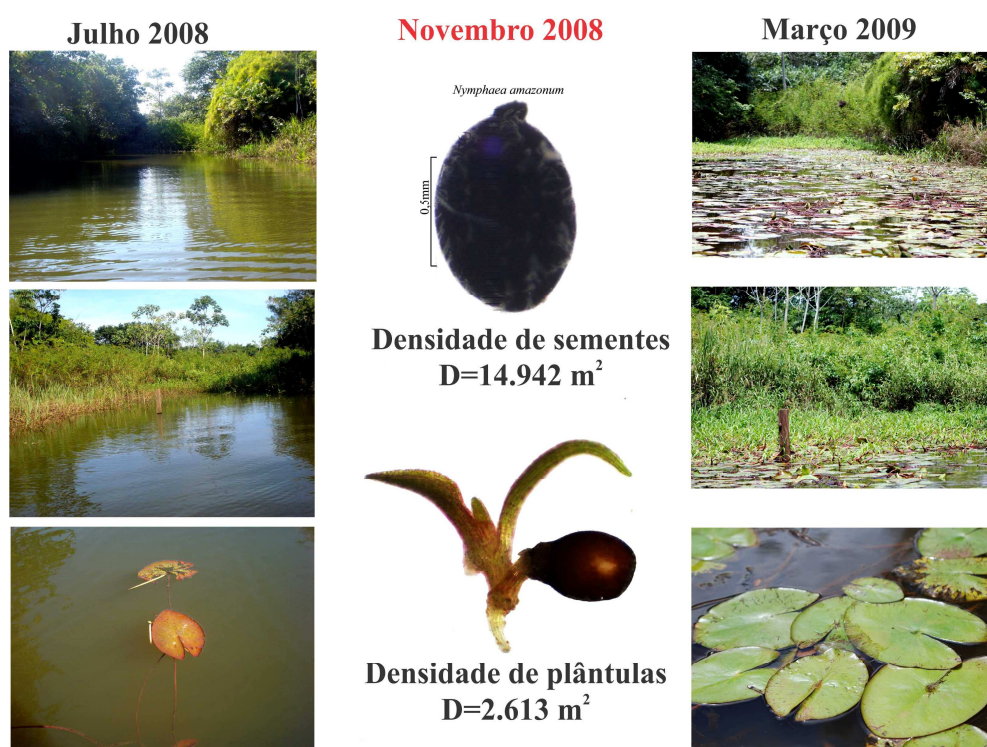 Julho 2008
Novembro 2008
Março 2009
Nymphaea amazonum
0,5mm
Densidade de sementes
D=14.942 m²
Densidade de plântulas
D=2.613 m²